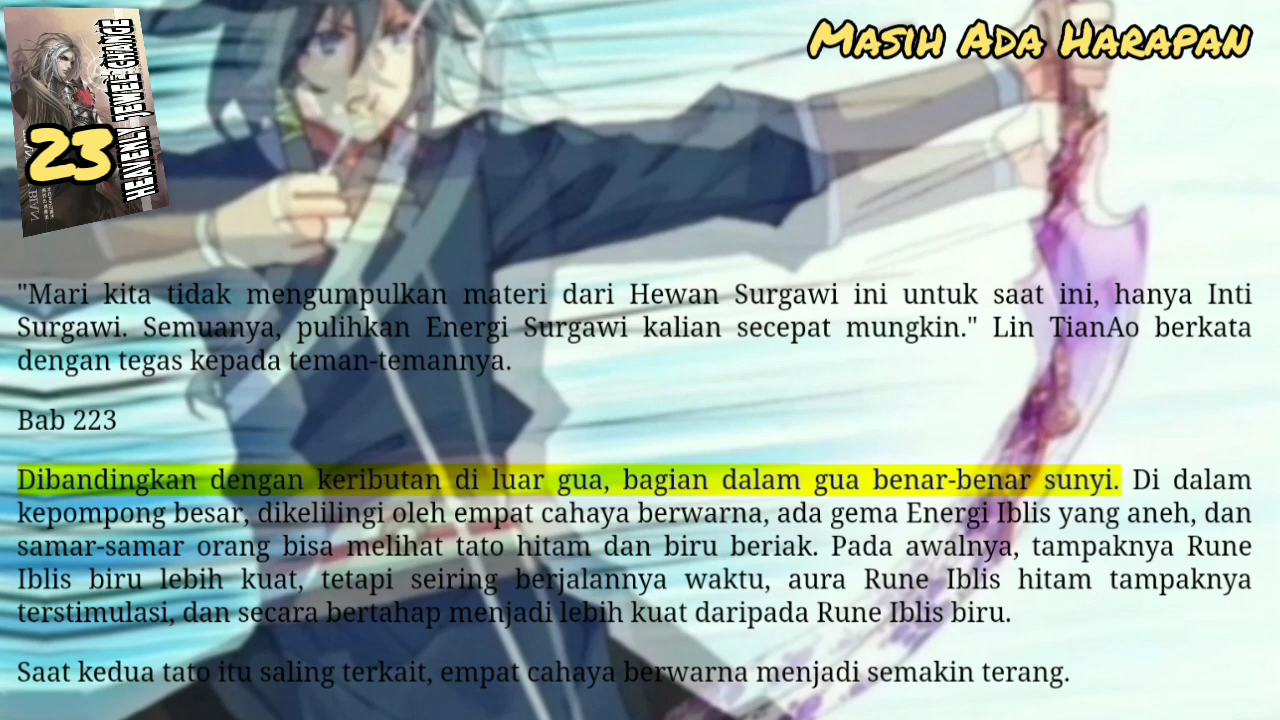 Masih Ada Harapan
HEAVENLY JEWEL CHANGE
23
"Mari kita tidak mengumpulkan materi dari Hewan Surgawi ini untuk saat ini, hanya Inti
Surgawi. Semuanya, pulihkan Energi Surgawi kalian secepat mungkin." Lin TianAo berkata
dengan tegas kepada teman-temannya.
Bab 223
Dibandingkan dengan keributan di luar gua, bagian dalam gua benar-benar sunyi. Di dalam
kepompong besar, dikelilingi oleh empat cahaya berwarna, ada gema Energi Iblis yang aneh, dan
samar-samar orang bisa melihat tato hitam dan biru beriak. Pada awalnya, tampaknya Rune
Iblis biru lebih kuat, tetapi seiring berjalannya waktu, aura Rune Iblis hitam tampaknya
terstimulasi, dan secara bertahap menjadi lebih kuat daripada Rune Iblis biru.
Saat kedua tato itu saling terkait, empat cahaya berwarna menjadi semakin terang.